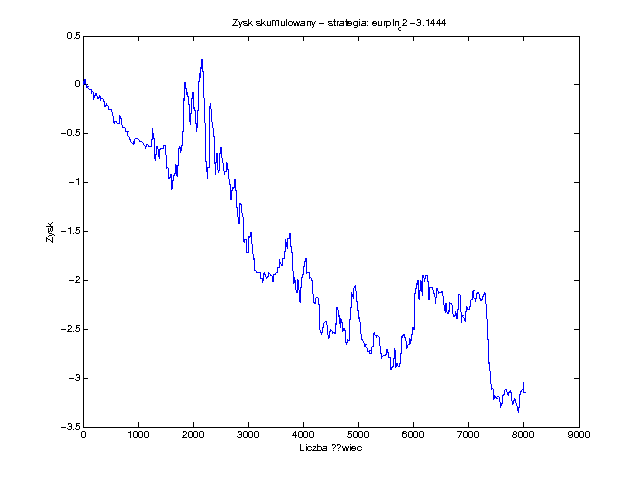 Zysk skumulowany – strategia: eurpln_c2 –3.1444
0.5
0
−0.5
−1
−1.5
−2
−2.5
−3
−3.5
Zysk
0 1000 2000 3000 4000 5000 6000 7000 8000 9000
Liczba ??wiec